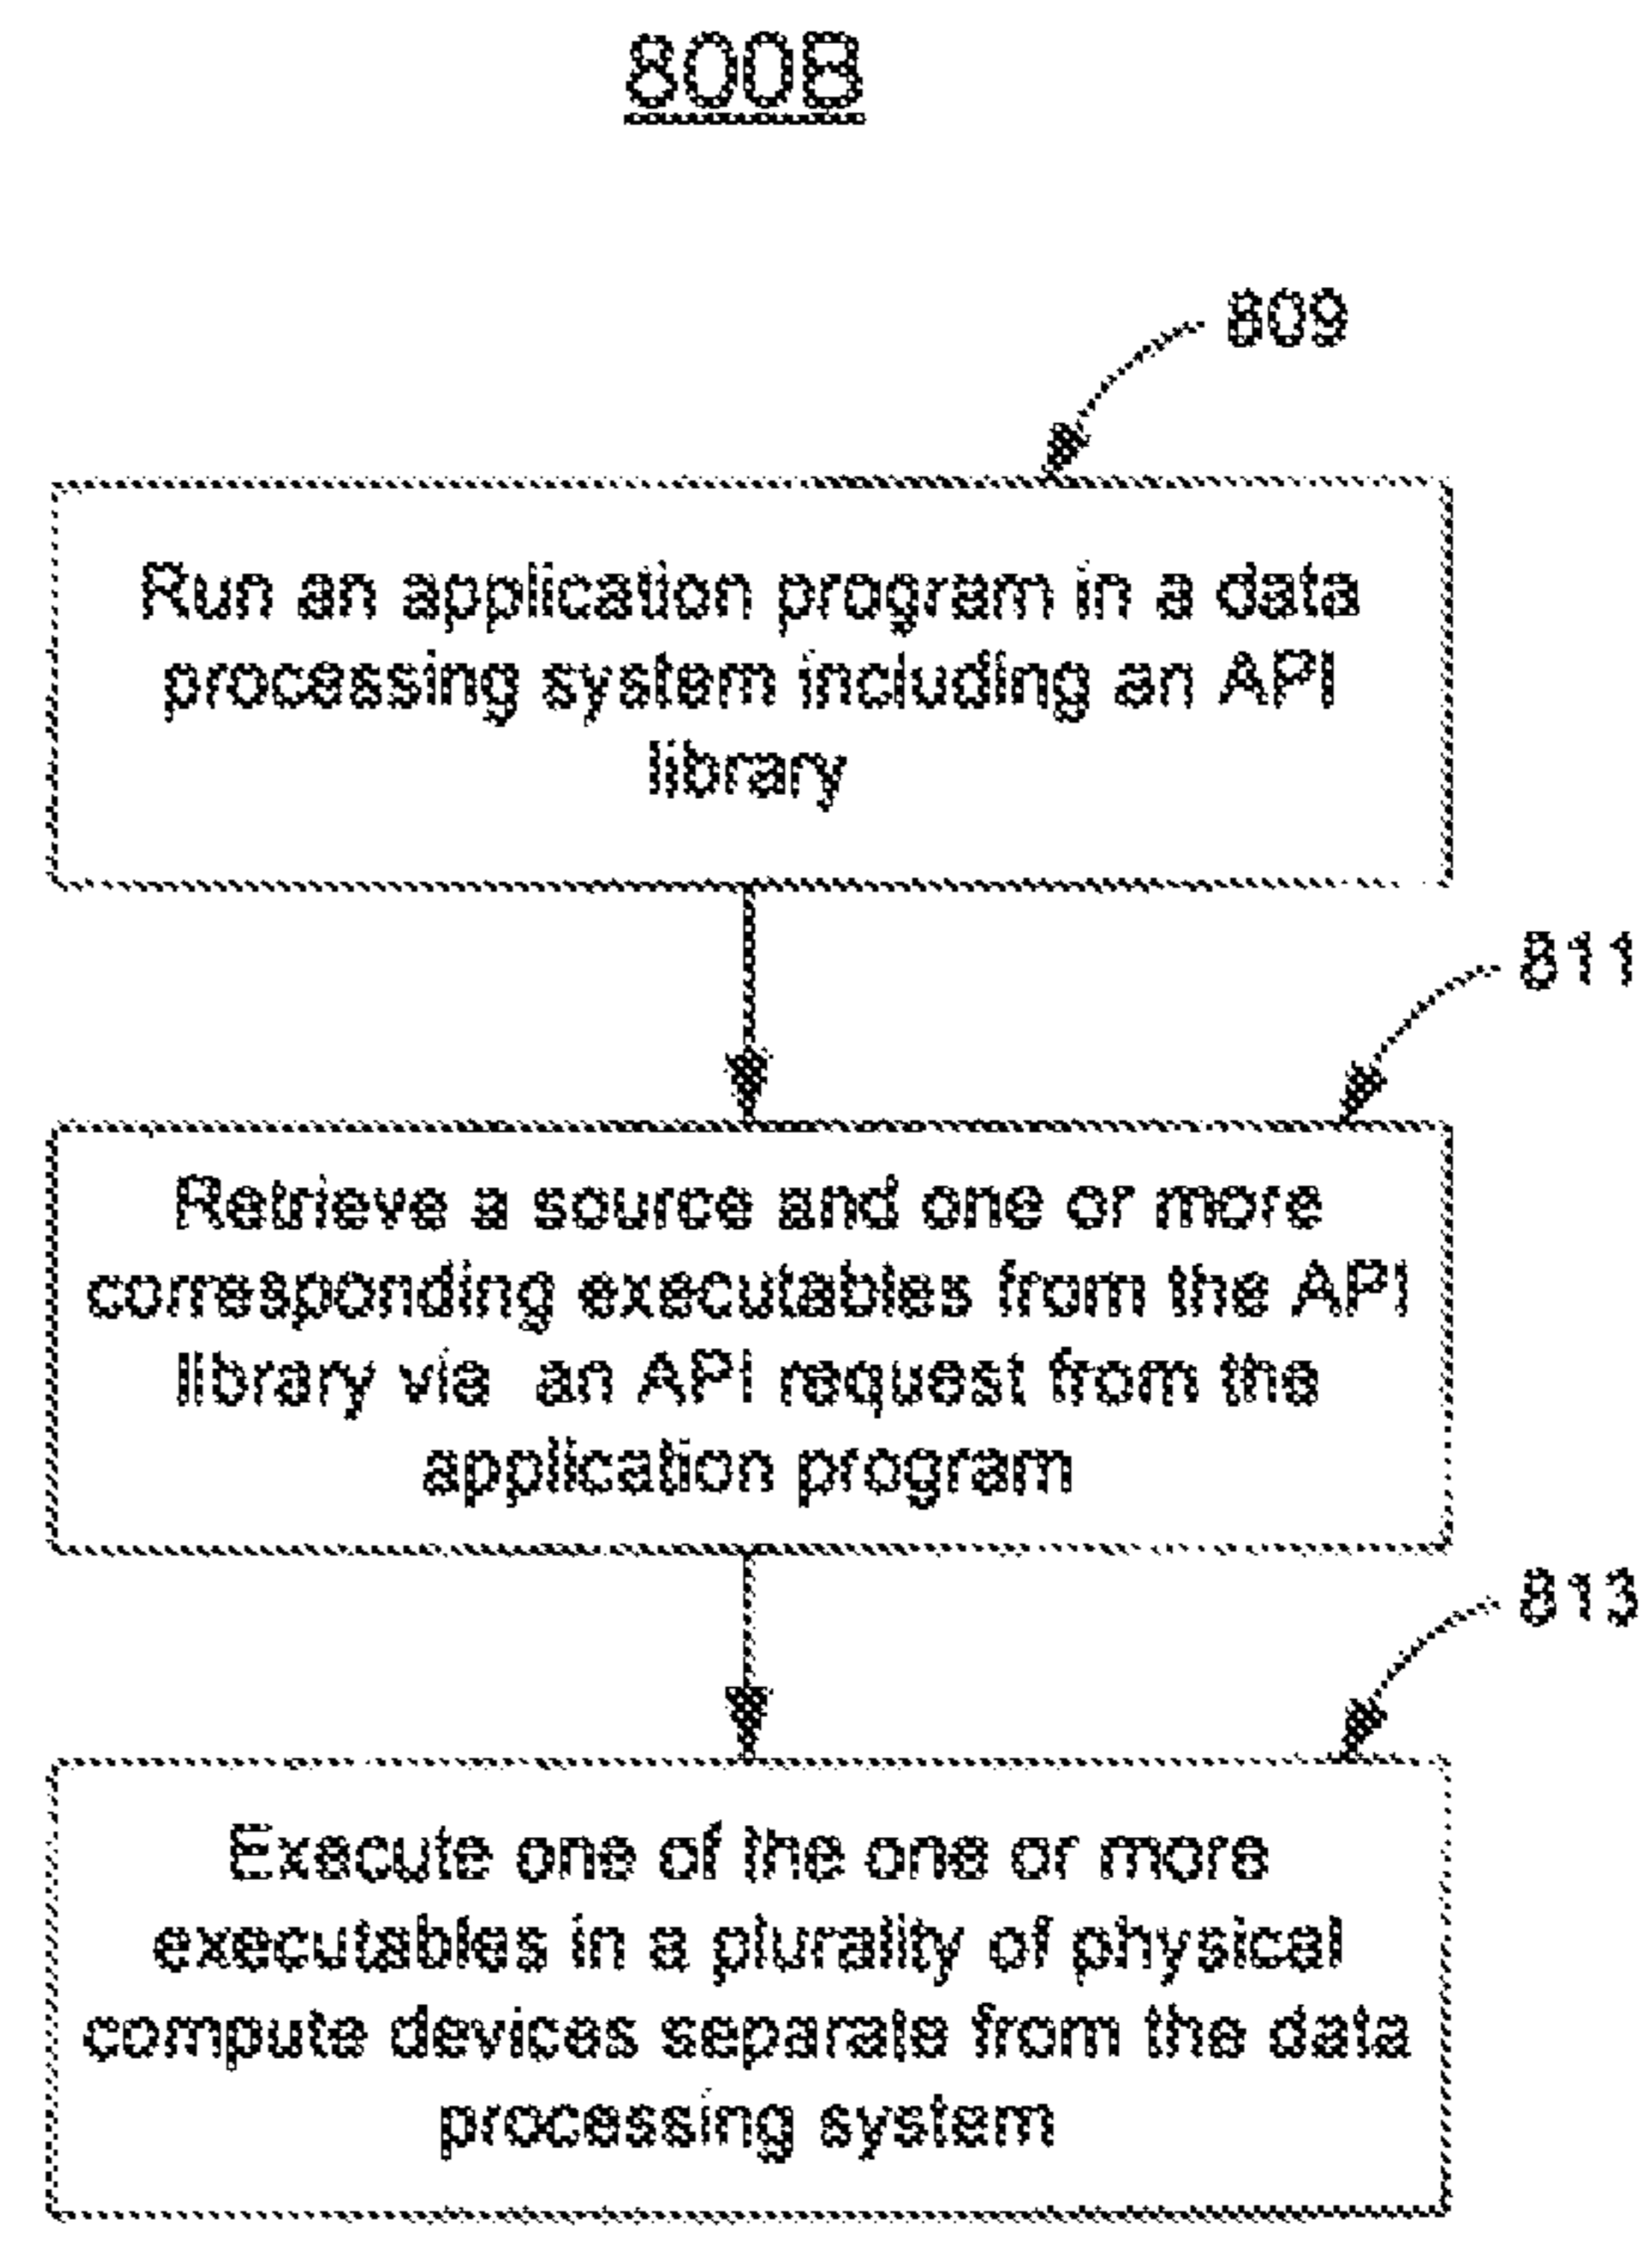 800B
809
Run an application program in a data
processing system including an API
library
811
Retrieve a source and one or more
corresponding executables from the API
library via an API request from the
application program
813
Execute one of the one or more
executables in a plurality of physical
compute devices separate from the data
processing system